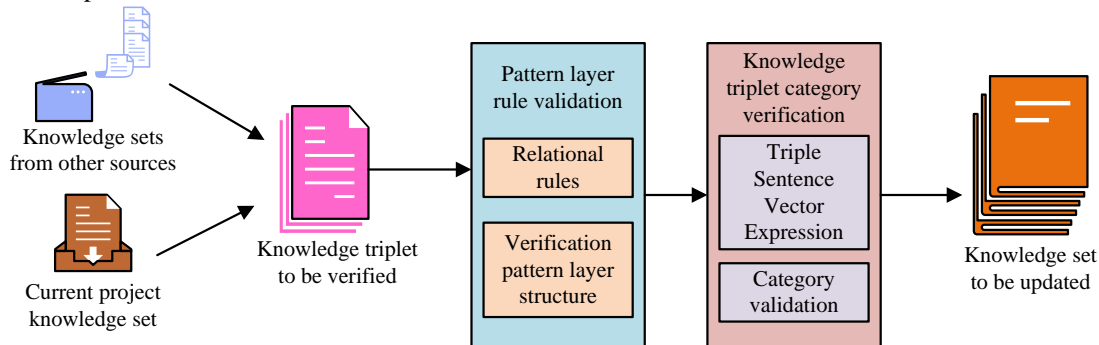 Knowledge sets
from other sources
Current project
knowledge set
Knowledge triplet
to be verified
Pattern layer
rule validation
Relational
rules
Verification
pattern layer
structure
Knowledge
triplet category
verification
Triple
Sentence
Vector
Expression
Category
validation
Knowledge set
to be updated